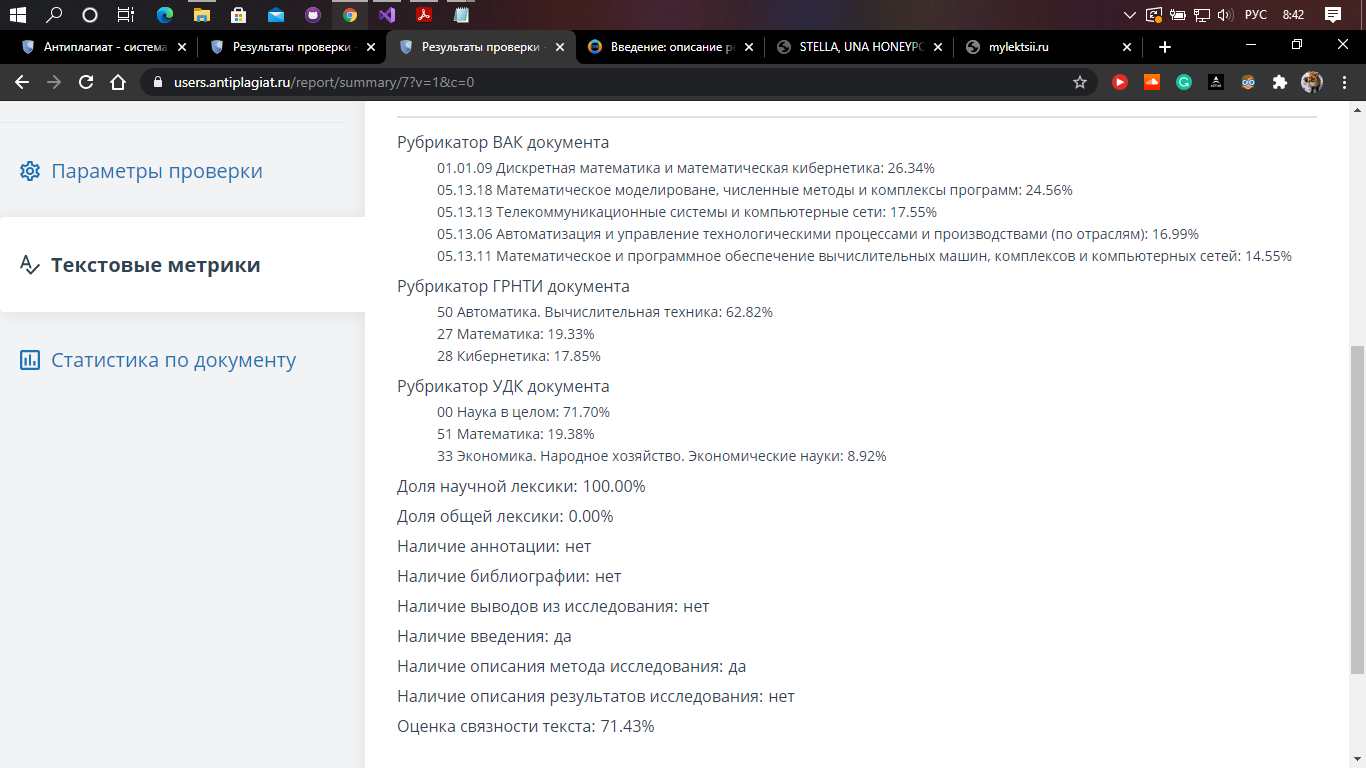 РУС 8:42
Антиплагиат - система
Результаты проверки -
Результаты проверки -
Введение: описание ре
STELLA, UNA HONEYPO
mylektsii.ru
users.antiplagiat.ru/report/summary/7?v=1&c=0
Параметры проверки
Текстовые метрики
Статистика по документу
Рубрикатор ВАК документа
01.01.09 Дискретная математика и математическая кибернетика: 26.34%
05.13.18 Математическое моделироване, численные методы и комплексы программ: 24.56%
05.13.13 Телекоммуникационные системы и компьютерные сети: 17.55%
05.13.06 Автоматизация и управление технологическими процессами и производствами (по отраслям): 16.99%
05.13.11 Математическое и программное обеспечение вычислительных машин, комплексов и компьютерных сетей: 14.55%
Рубрикатор ГРНТИ документа
50 Автоматика. Вычислительная техника: 62.82%
27 Математика: 19.33%
28 Кибернетика: 17.85%
Рубрикатор УДК документа
00 Наука в целом: 71.70%
51 Математика: 19.38%
33 Экономика. Народное хозяйство. Экономические науки: 8.92%
Доля научной лексики: 100.00%
Доля общей лексики: 0.00%
Наличие аннотации: нет
Наличие библиографии: нет
Наличие выводов из исследования: нет
Наличие введения: да
Наличие описания метода исследования: да
Наличие описания результатов исследования: нет
Оценка связности текста: 71.43%